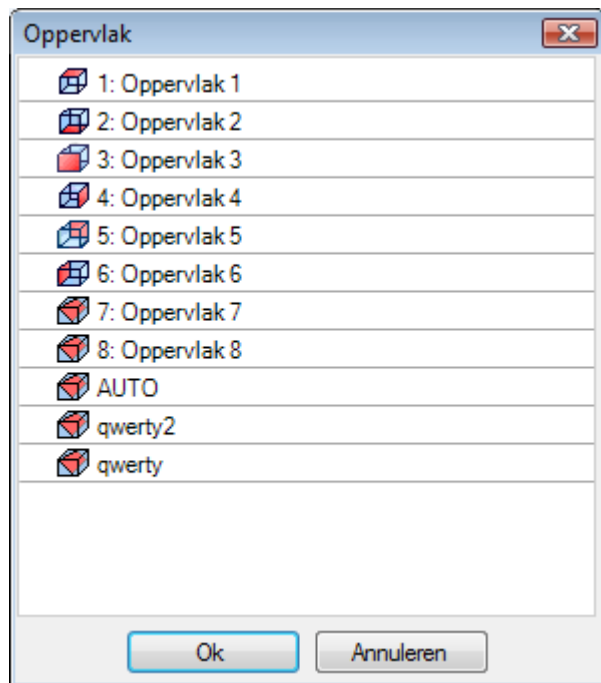 Oppervlak
1: Oppervlak 1
2: Oppervlak 2
3: Oppervlak 3
4: Oppervlak 4
5: Oppervlak 5
6: Oppervlak 6
7: Oppervlak 7
8: Oppervlak 8
AUTO
qwerty2
qwerty
Ok Annuleren